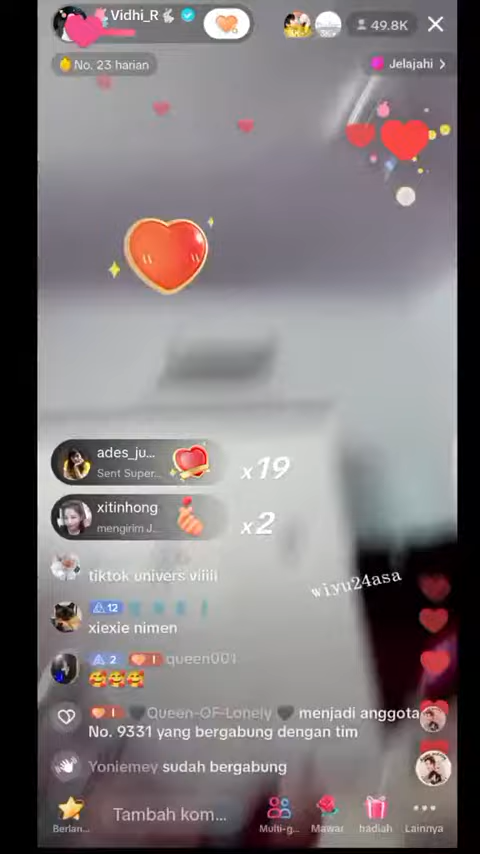 Vidhi_R
49.8K
No. 23 harian
Jelajahi
ades_ju...
Sent Super...
x19
xitinhong
mengirim J...
x2
tiktok univers viiiii
wiyu24asa
12
xiexie nimen
2 1 queen001
1 Queen-OF-Lonely menjadi anggota
No. 9331 yang bergabung dengan tim
Yoniemey sudah bergabung
Berlan...
Tambah kom...
Multi-g...
Mawar
hadiah
Lainnya